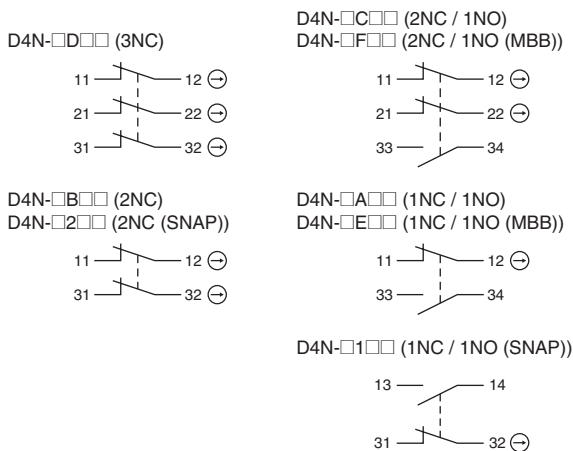 D4N-□D□□ (3NC)
11 12
21 22
31 32
D4N-□C□□ (2NC / 1NO)
D4N-□F□□ (2NC / 1NO (MBB))
11 12
21 22
33 34
D4N-□B□□ (2NC)
D4N-□2□□ (2NC (SNAP))
11 12
31 32
D4N-□A□□ (1NC / 1NO)
D4N-□E□□ (1NC / 1NO (MBB))
11 12
33 34
D4N-□1□□ (1NC / 1NO (SNAP))
13 14
31 32